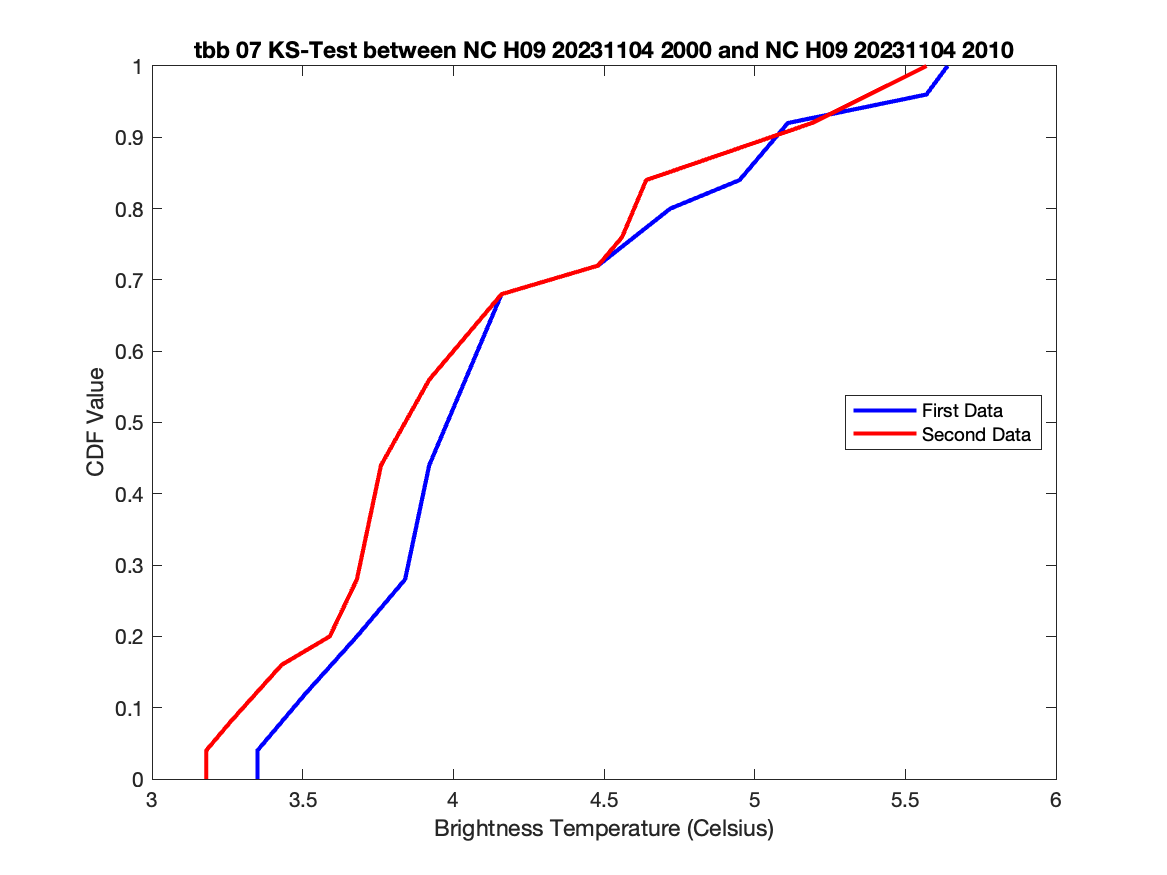 tbb 07 KS-Test between NC H09 20231104 2000 and NC H09 20231104 2010
1
0.9
0.8
0.7
0.6
0.5
0.4
0.3
0.2
0.1
0
CDF Value
First Data
Second Data
3 3.5 4 4.5 5 5.5 6
Brightness Temperature (Celsius)